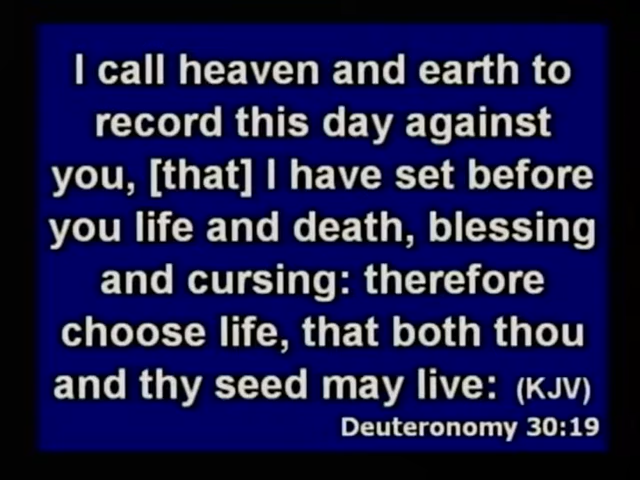 I call heaven and earth to
record this day against
you, [that] I have set before
you life and death, blessing
and cursing: therefore
choose life, that both thou
and thy seed may live: (KJV)
Deuteronomy 30:19